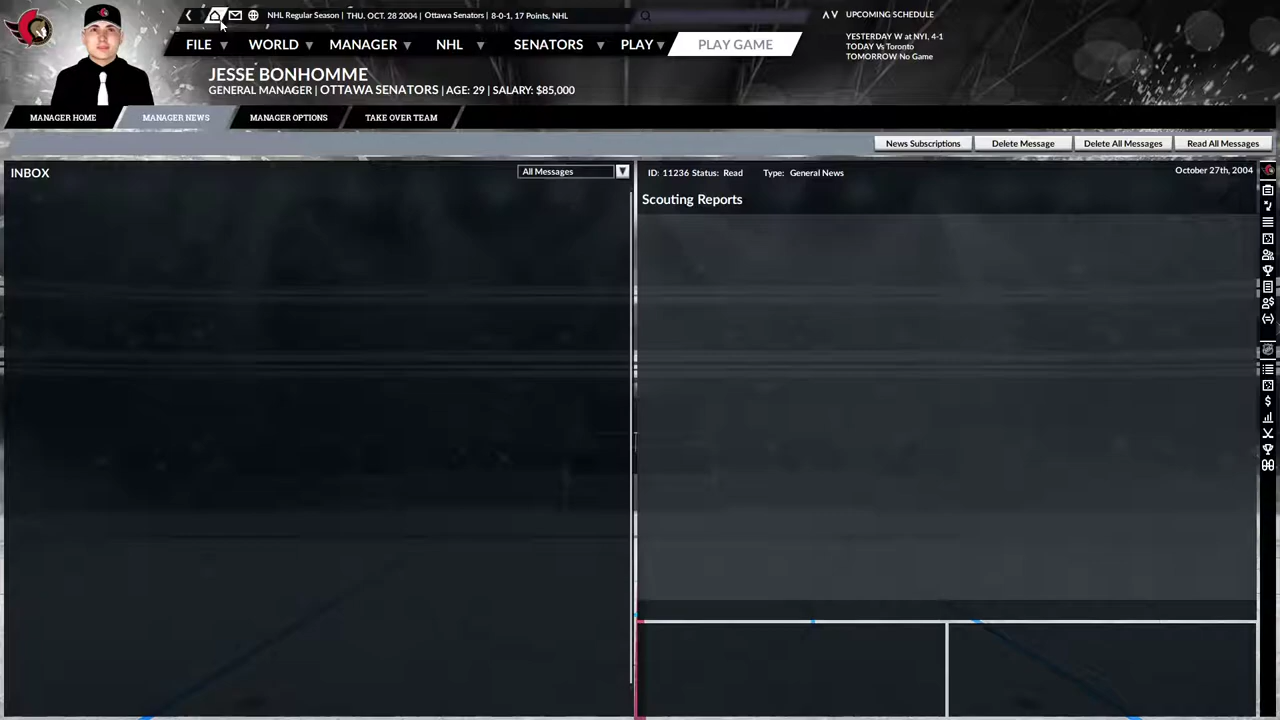 NHL Regular Season | THU. OCT. 28 2004 | Ottawa Senators | 8-0-1, 17 Points, NHL
UPCOMING SCHEDULE
YESTERDAY W at NYI, 4-1
TODAY Vs Toronto
TOMORROW No Game
FILE
WORLD
MANAGER
NHL
SENATORS
PLAY
PLAY GAME
JESSE BONHOMME
GENERAL MANAGER | OTTAWA SENATORS | AGE: 29 | SALARY: $85,000
MANAGER HOME
MANAGER NEWS
MANAGER OPTIONS
TAKE OVER TEAM
News Subscriptions
Delete Message
Delete All Messages
Read All Messages
INBOX
All Messages
ID: 11236 Status: Read Type: General News
October 27th, 2004
Scouting Reports